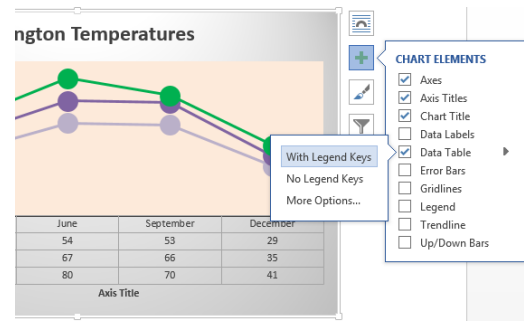 ngton Temperatures
CHART ELEMENTS
Axes
Axis Titles
Chart Title
Data Labels
Data Table
Error Bars
Gridlines
Legend
Trendline
Up/Down Bars
With Legend Keys
No Legend Keys
More Options...
June September December
54 53 29
67 66 35
80 70 41
Axis Title